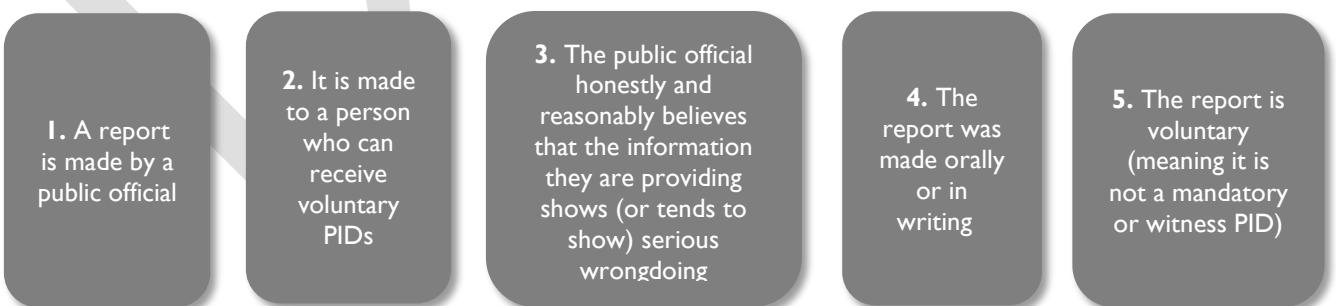 1. A report
is made by a
public official
2. It is made
to a person
who can
receive
voluntary
PIDs
3. The public official
honestly and
reasonably believes
that the information
they are providing
shows (or tends to
show) serious
wrongdoing
4. The
report was
made orally
or in
writing
5. The report is
voluntary
(meaning it is
not a mandatory
or witness PID)